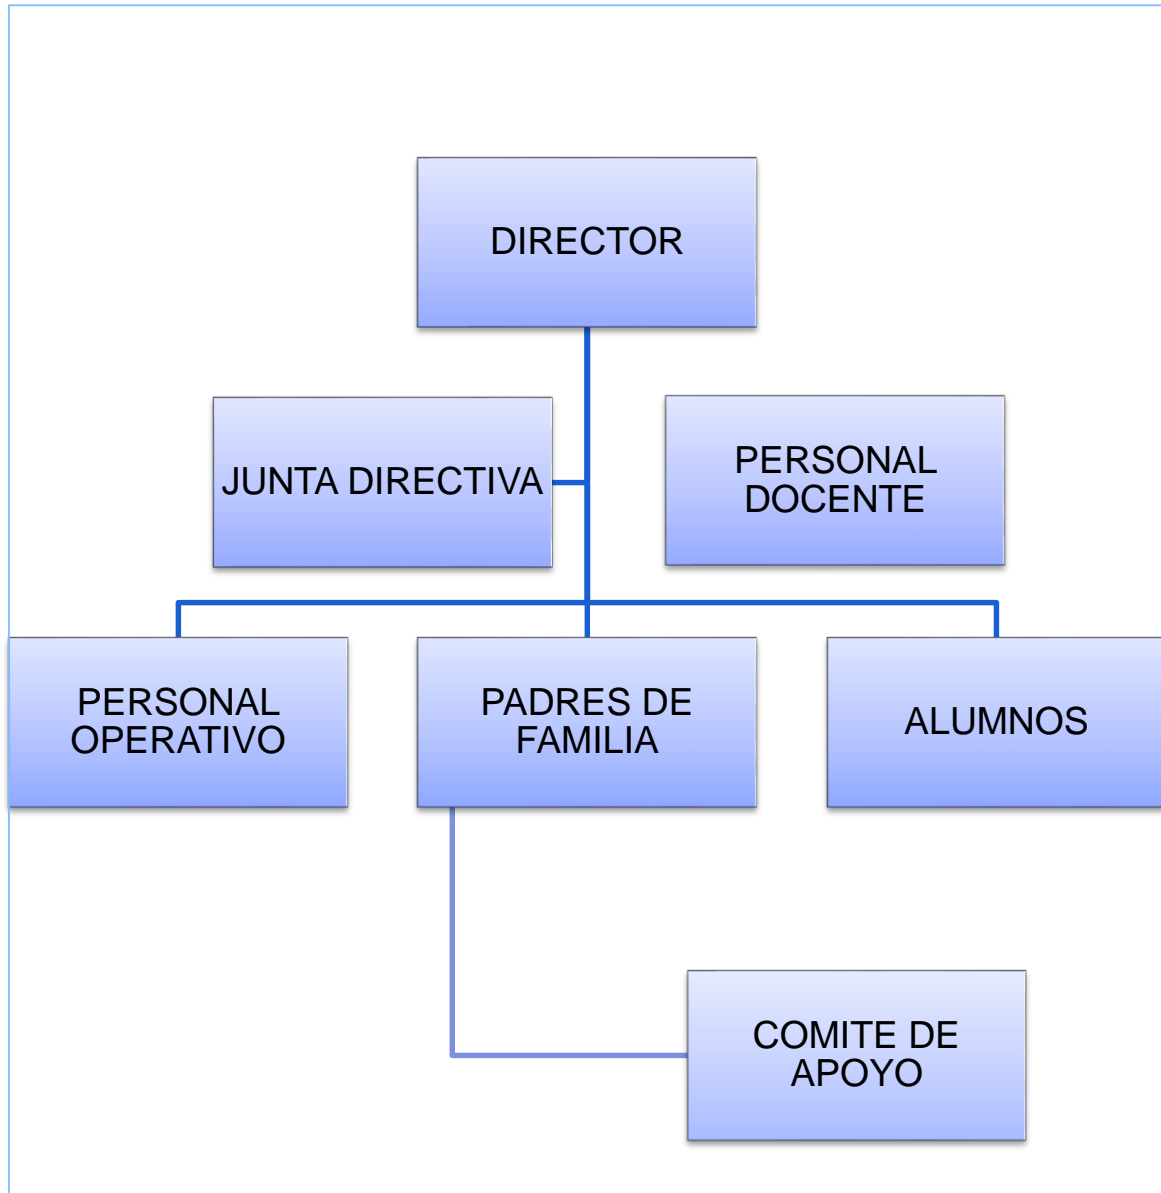 DIRECTOR
JUNTA DIRECTIVA
PERSONAL
DOCENTE
PERSONAL
OPERATIVO
PADRES DE
FAMILIA
ALUMNOS
COMITE DE
APOYO